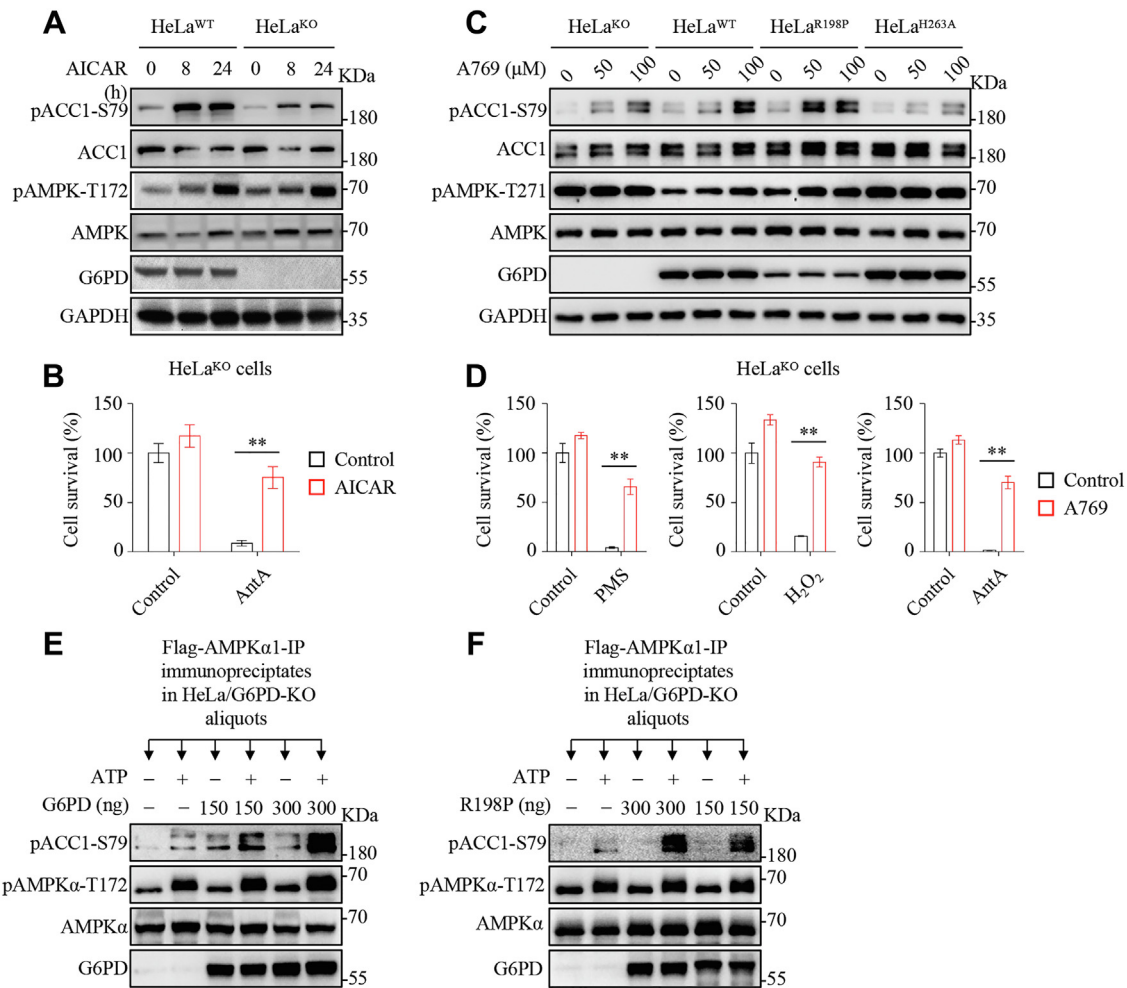 A
HeLaWT HeLaKO
AICAR (h) 0 8 24 0 8 24 KDa
pACC1-S79 180
ACC1 180
pAMPK-T172 70
AMPK 70
G6PD 55
GAPDH 35
C
HeLaKO HeLaWT HeLaR198P HeLaH263A
A769 (μM) 0 50 100 0 50 100 0 50 100 0 50 100 KDa
pACC1-S79 180
ACC1 180
pAMPK-T271 70
AMPK 70
G6PD 55
GAPDH 35
B
HeLaKO cells
Cell survival (%)
150
100
50
0
**
Control AntA
Control
AICAR
D
HeLaKO cells
Cell survival (%)
150
100
50
0
**
Control PMS
Cell survival (%)
150
100
50
0
**
Control H2O2
Cell survival (%)
150
100
50
0
**
Control AntA
Control
A769
E
Flag-AMPKα1-IP
immunopreciptates
in HeLa/G6PD-KO
aliquots
ATP − + − + − +
G6PD (ng) − − 150 150 300 300 KDa
pACC1-S79 180
pAMPKα-T172 70
AMPKα 70
G6PD 55
F
Flag-AMPKα1-IP
immunopreciptates
in HeLa/G6PD-KO
aliquots
ATP − + − + − +
R198P (ng) − − 300 300 150 150 KDa
pACC1-S79 180
pAMPKα-T172 70
AMPKα 70
G6PD 55